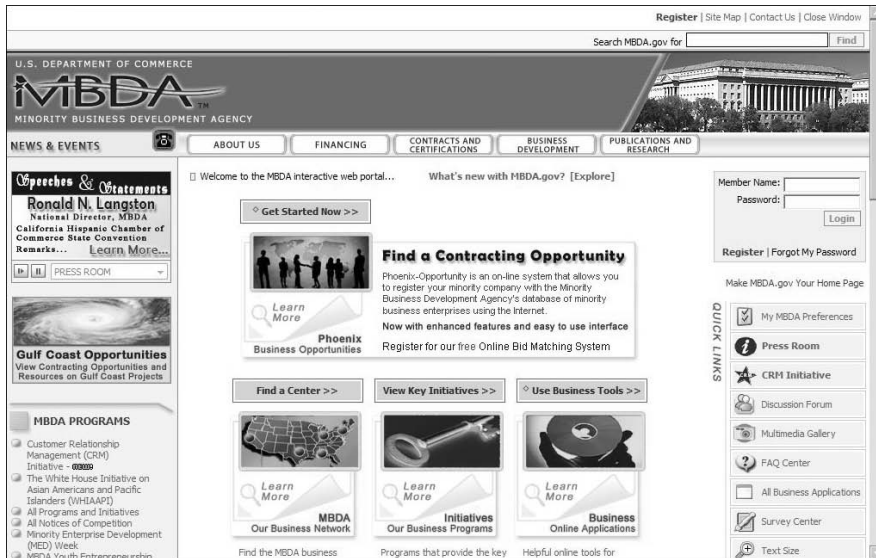 Register | Site Map | Contact Us | Close Window
Search MBDA.gov for Find
U.S. DEPARTMENT OF COMMERCE
MBDA TM
MINORITY BUSINESS DEVELOPMENT AGENCY
NEWS & EVENTS
ABOUT US
FINANCING
CONTRACTS AND
CERTIFICATIONS
BUSINESS
DEVELOPMENT
PUBLICATIONS AND
RESEARCH
Speeches & Statements
Ronald N. Langston
National Director, MBDA
California Hispanic Chamber of
Commerce State Convention
Remarks... Learn More...
PRESS ROOM
Gulf Coast Opportunities
View Contracting Opportunities and
Resources on Gulf Coast Projects
MBDA PROGRAMS
Customer Relationship
Management (CRM)
Initiative -
The White House Initiative on
Asian Americans and Pacific
Islanders (WHIAAPI)
All Programs and Initiatives
All Notices of Competition
Minority Enterprise Development
(MED) Week
MBDA Youth Entrepreneurship
Welcome to the MBDA interactive web portal...
What's new with MBDA.gov? [Explore]
Get Started Now >>
Learn
More
Phoenix
Business Opportunities
Find a Contracting Opportunity
Phoenix-Opportunity is an on-line system that allows you
to register your minority company with the Minority
Business Development Agency's database of minority
business enterprises using the Internet.
Now with enhanced features and easy to use interface
Register for our free Online Bid Matching System
Find a Center >>
Learn
More
MBDA
Our Business Network
Find the MBDA business
View Key Initiatives >>
Learn
More
Initiatives
Our Business Programs
Programs that provide the key
Use Business Tools >>
Learn
More
Business
Online Applications
Helpful online tools for
Member Name:
Password:
Login
Register | Forgot My Password
Make MBDA.gov Your Home Page
QUICK LINKS
My MBDA Preferences
Press Room
CRM Initiative
Discussion Forum
Multimedia Gallery
FAQ Center
All Business Applications
Survey Center
Text Size